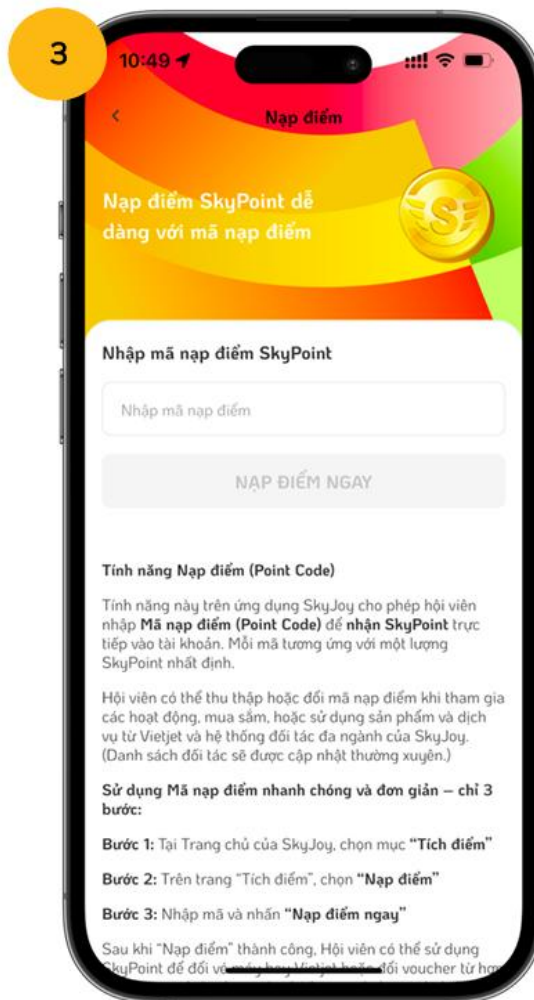 3
10:49
Nạp điểm
Nạp điểm SkyPoint dễ
dàng với mã nạp điểm
S
Nhập mã nạp điểm SkyPoint
Nhập mã nạp điểm
NẠP ĐIỂM NGAY
Tính năng Nạp điểm (Point Code)
Tính năng này trên ứng dụng SkyJoy cho phép hội viên
nhập Mã nạp điểm (Point Code) để nhận SkyPoint trực
tiếp vào tài khoản. Mỗi mã tương ứng với một lượng
SkyPoint nhất định.
Hội viên có thể thu thập hoặc đổi mã nạp điểm khi tham gia
các hoạt động, mua sắm, hoặc sử dụng sản phẩm và dịch
vụ từ Vietjet và hệ thống đối tác đa ngành của SkyJoy.
(Danh sách đối tác sẽ được cập nhật thường xuyên.)
Sử dụng Mã nạp điểm nhanh chóng và đơn giản – chỉ 3
bước:
Bước 1: Tại Trang chủ của SkyJoy, chọn mục “Tích điểm”
Bước 2: Trên trang “Tích điểm”, chọn “Nạp điểm”
Bước 3: Nhập mã và nhấn “Nạp điểm ngay”
Sau khi “Nạp điểm” thành công, Hội viên có thể sử dụng
SkyPoint để đổi vé máy bay Vietjet hoặc đổi voucher từ hơn